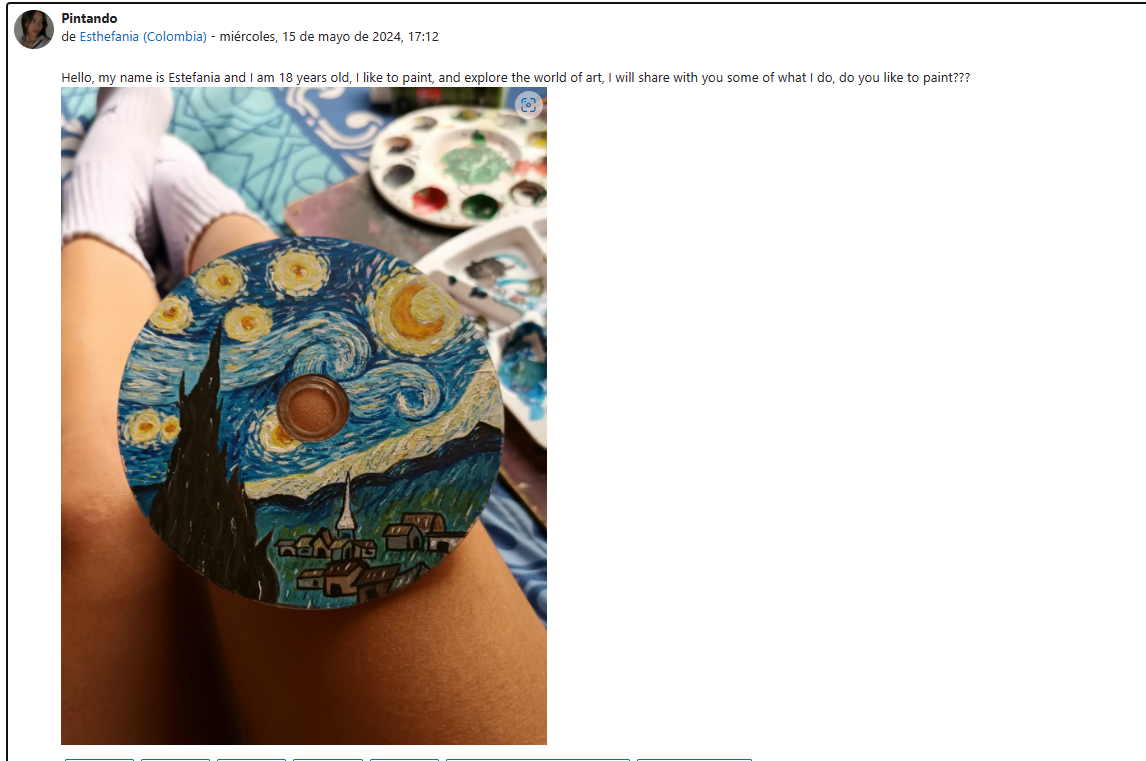 Pintando
de Esthefania (Colombia) - miércoles, 15 de mayo de 2024, 17:12
Hello, my name is Estefania and I am 18 years old, I like to paint, and explore the world of art, I will share with you some of what I do, do you like to paint???